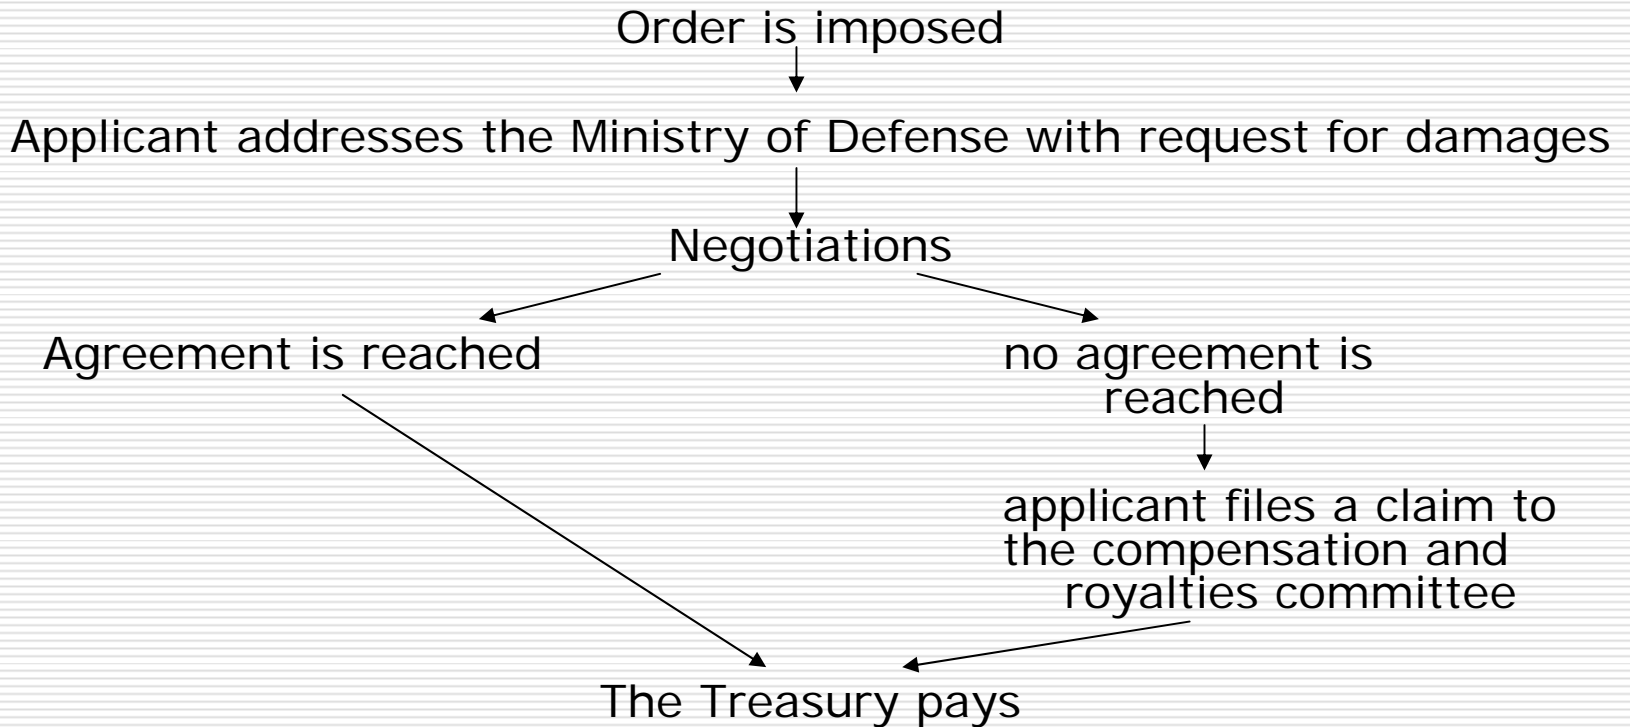 Order is imposed
Applicant addresses the Ministry of Defense with request for damages
Negotiations
Agreement is reached
no agreement is
reached
applicant files a claim to
the compensation and
royalties committee
The Treasury pays